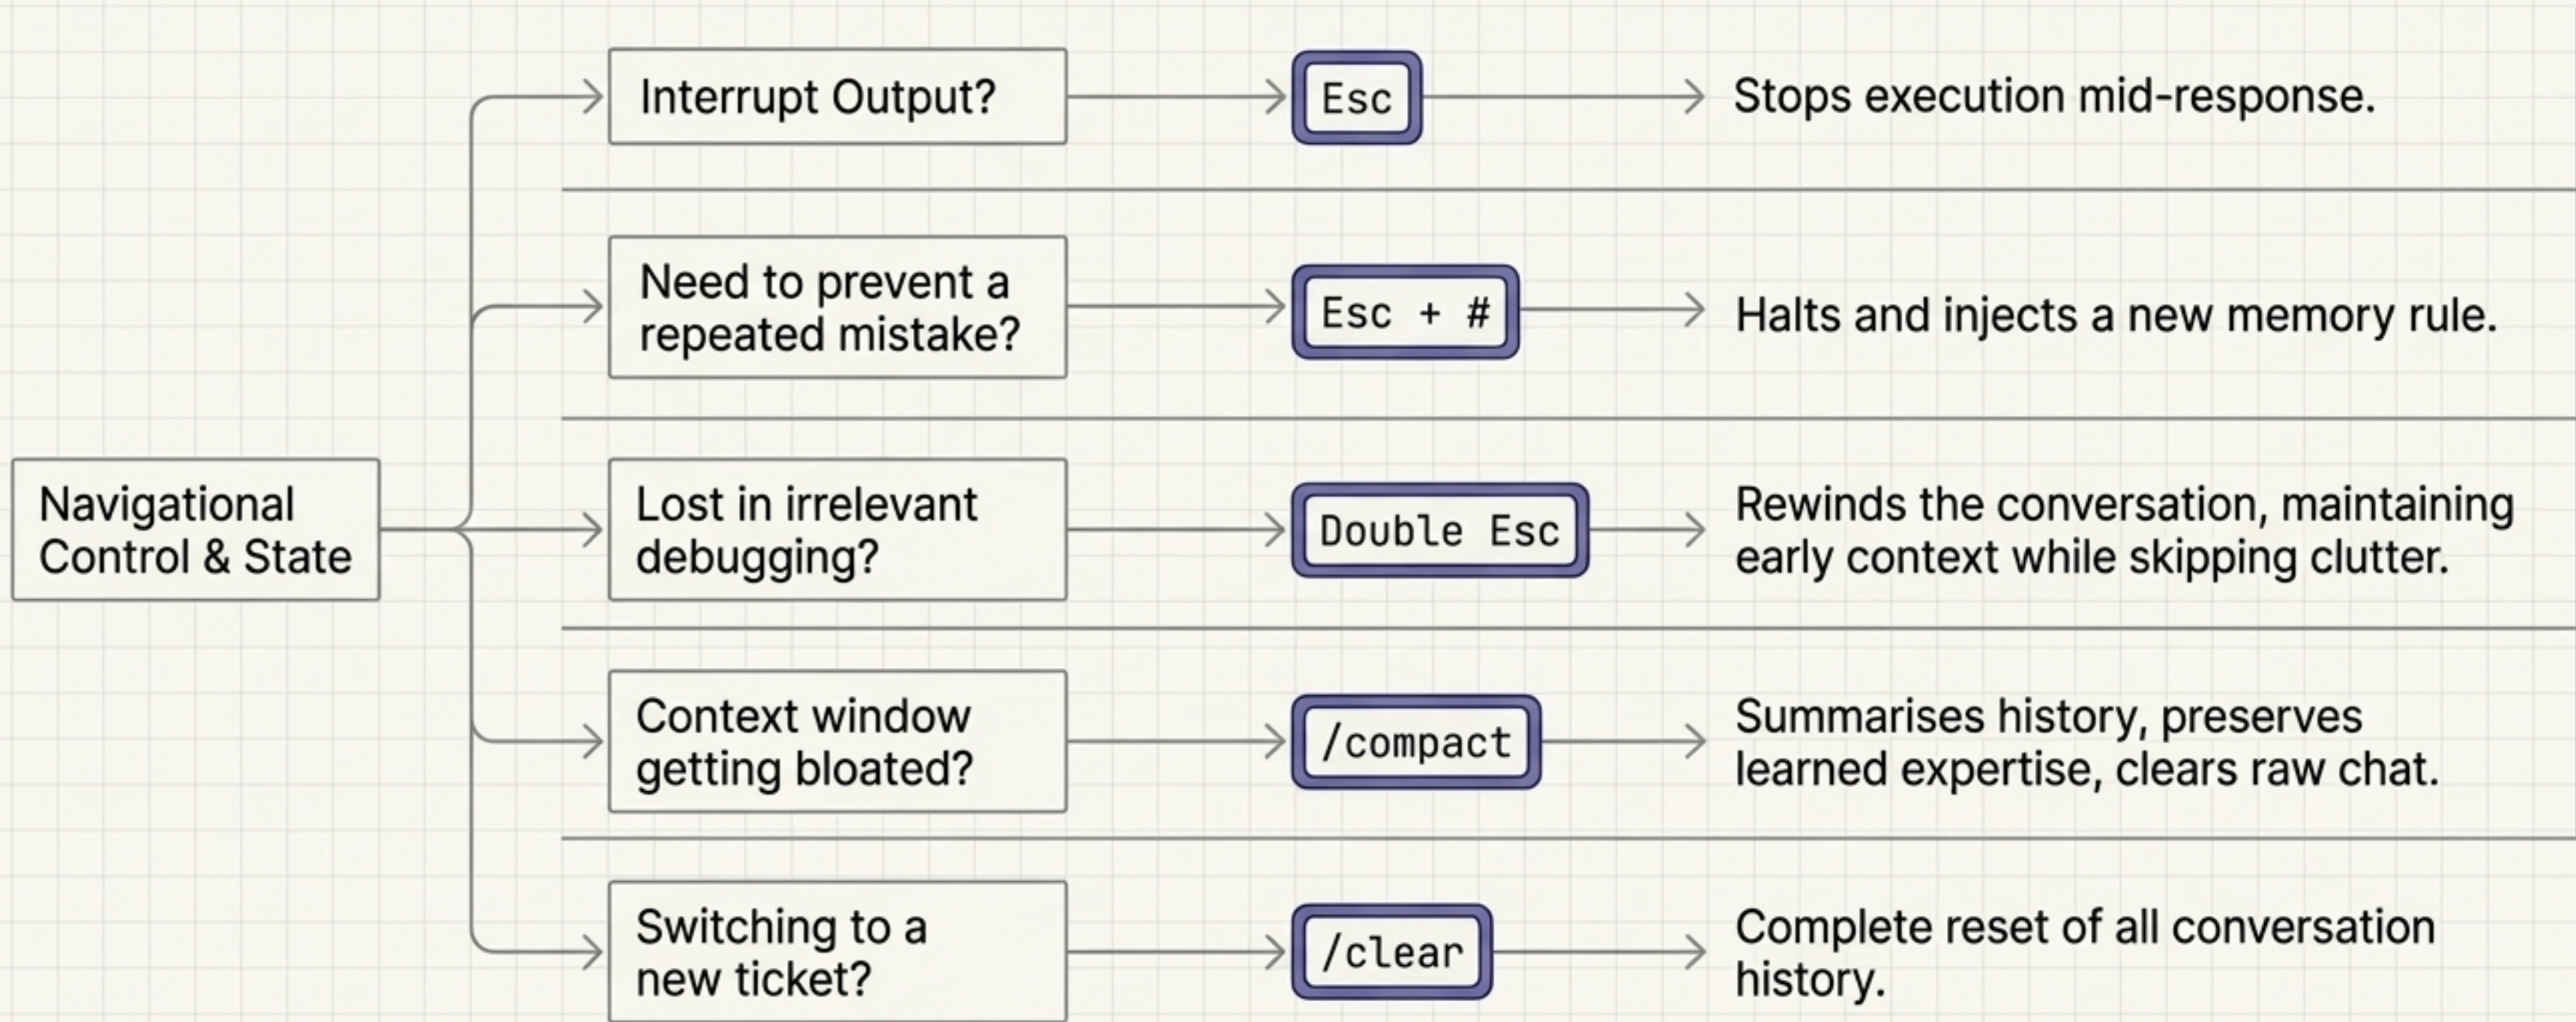 Interrupt Output?
Esc
Stops execution mid-response.
Need to prevent a
repeated mistake?
Esc + #
Halts and injects a new memory rule.
Navigational
Control & State
Lost in irrelevant
debugging?
Double Esc
Rewinds the conversation, maintaining
early context while skipping clutter.
Context window
getting bloated?
/compact
Summarises history, preserves
learned expertise, clears raw chat.
Switching to a
new ticket?
/clear
Complete reset of all conversation
history.